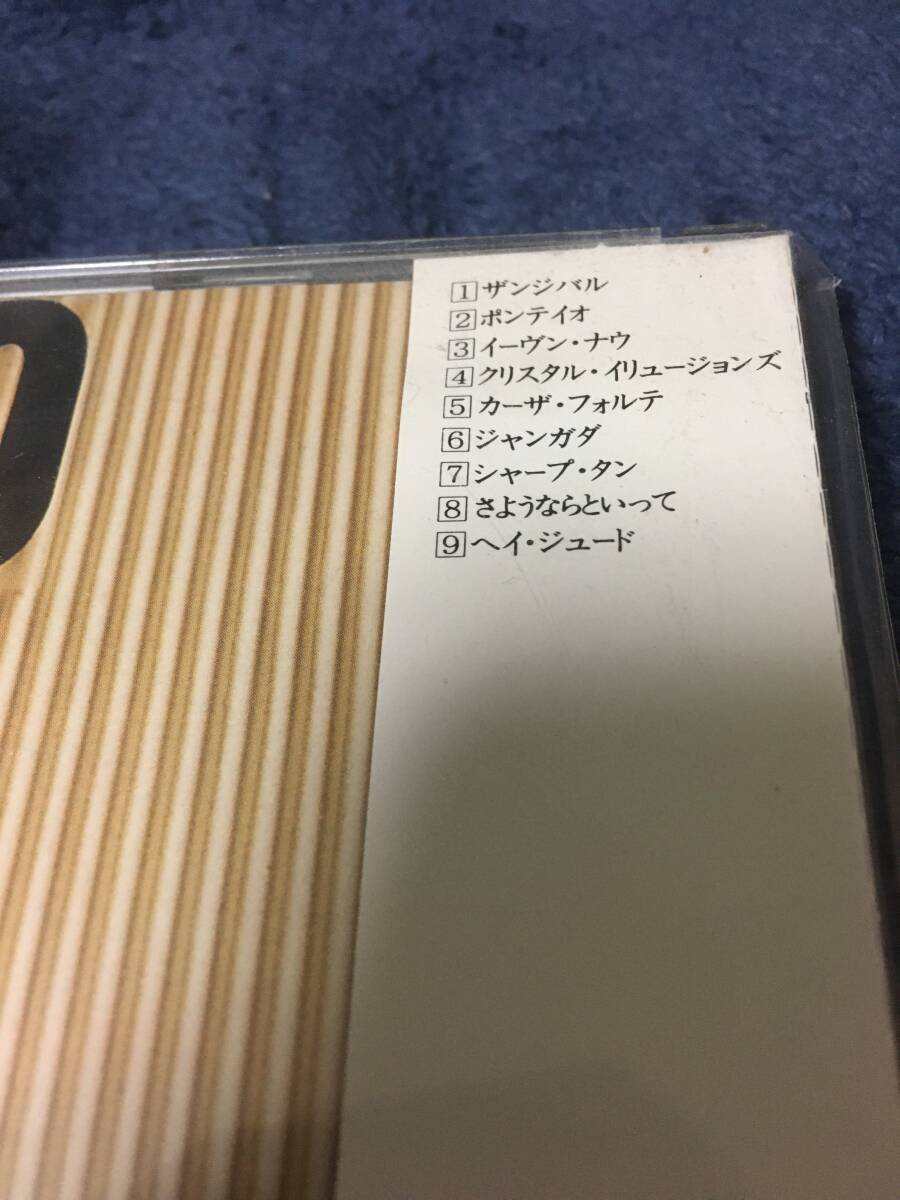 1 ザンジバル
2 ポンテイオ
3 イーヴン・ナウ
4 クリスタル・イリュージョンズ
5 カーザ・フォルテ
6 ジャンガダ
7 シャープ・タン
8 さようならといって
9 ヘイ・ジュード